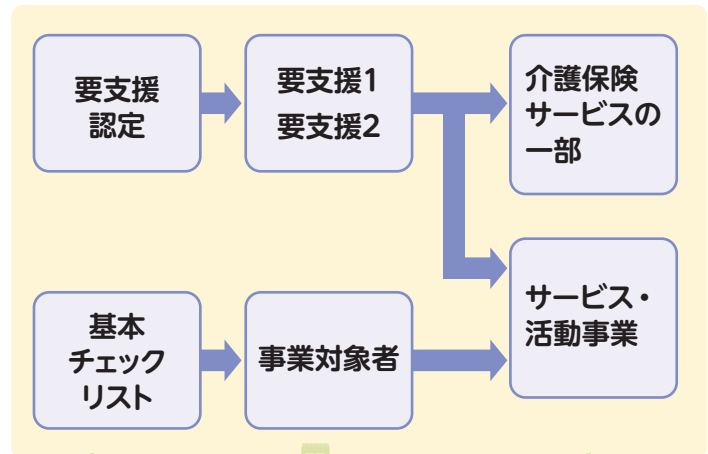 要支援
認定
要支援1
要支援2
介護保険
サービスの
一部
基本
チェック
リスト
事業対象者
サービス・
活動事業